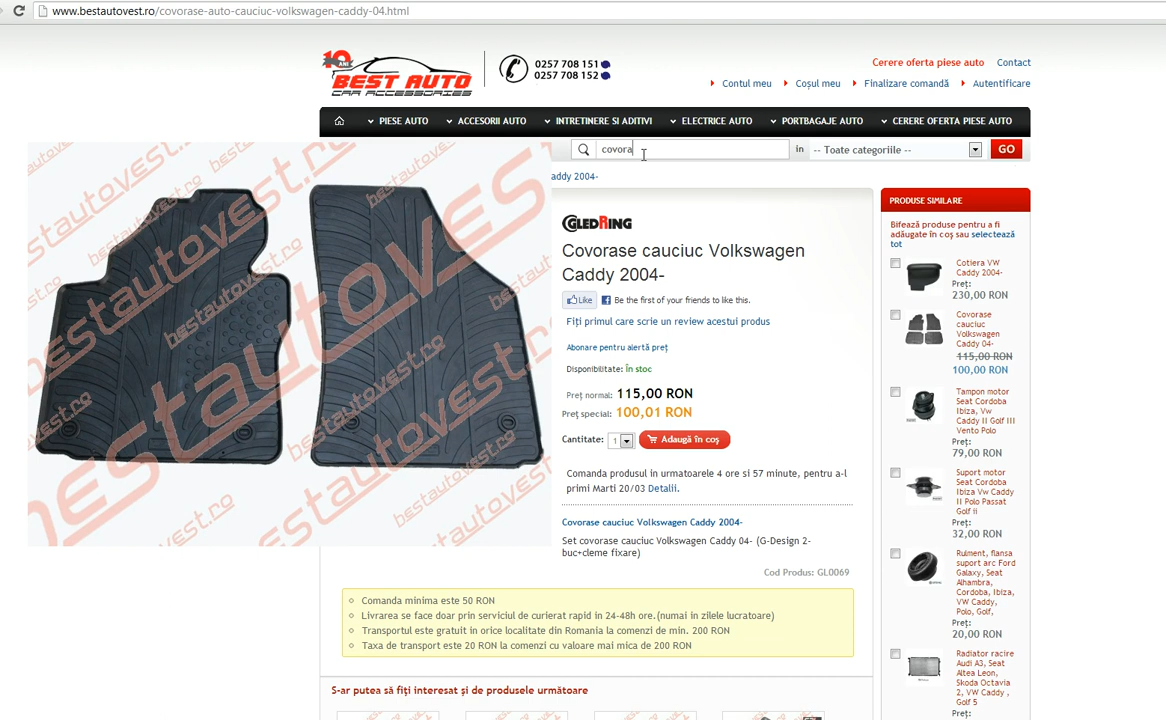 www.bestautovest.ro/covorase-auto-cauciuc-volkswagen-caddy-04.html
10 ANI
BEST AUTO
CAR ACCESSORIES
0257 708 151
0257 708 152
Cerere oferta piese auto
Contact
Contul meu
Coșul meu
Finalizare comandă
Autentificare
PIESE AUTO
ACCESORII AUTO
INTRETINERE SI ADITIVI
ELECTRICE AUTO
PORTBAGAJE AUTO
CERERE OFERTA PIESE AUTO
covora
in
-- Toate categoriile --
GO
addy 2004-
bestautovest.ro
GLEDRING
Covorase cauciuc Volkswagen
Caddy 2004-
Like
Be the first of your friends to like this.
Fiți primul care scrie un review acestui produs
Abonare pentru alertă preț
Disponibilitate: În stoc
Preț normal: 115,00 RON
Preț special: 100,01 RON
Cantitate: 1
Adaugă în coș
Comanda produsul in urmatoarele 4 ore si 57 minute, pentru a-l
primi Marti 20/03 Detalii.
Covorase cauciuc Volkswagen Caddy 2004-
Set covorase cauciuc Volkswagen Caddy 04- (G-Design 2-
buc+cleme fixare)
Cod Produs: GL0069
Comanda minima este 50 RON
Livrarea se face doar prin serviciul de curierat rapid in 24-48h ore.(numai in zilele lucratoare)
Transportul este gratuit in orice localitate din Romania la comenzi de min. 200 RON
Taxa de transport este 20 RON la comenzi cu valoare mai mica de 200 RON
S-ar putea să fiți interesat și de produsele următoare
PRODUSE SIMILARE
Bifează produse pentru a fi
adăugate în coș sau selectează
tot
Cotiera VW
Caddy 2004-
Preț:
230,00 RON
Covorase
cauciuc
Volkswagen
Caddy 04-
115,00 RON
100,00 RON
Tampon motor
Seat Cordoba
Ibiza, Vw
Caddy II Golf III
Vento Polo
Preț:
79,00 RON
Suport motor
Seat Cordoba
Ibiza Vw Caddy
II Polo Passat
Golf ii
Preț:
32,00 RON
Rulment, flansa
suport arc Ford
Galaxy, Seat
Alhambra,
Cordoba, Ibiza,
VW Caddy,
Polo, Golf,
Preț:
20,00 RON
Radiator racire
Audi A3, Seat
Altea Leon,
Skoda Octavia
2, VW Caddy ,
Golf 5
Preț: